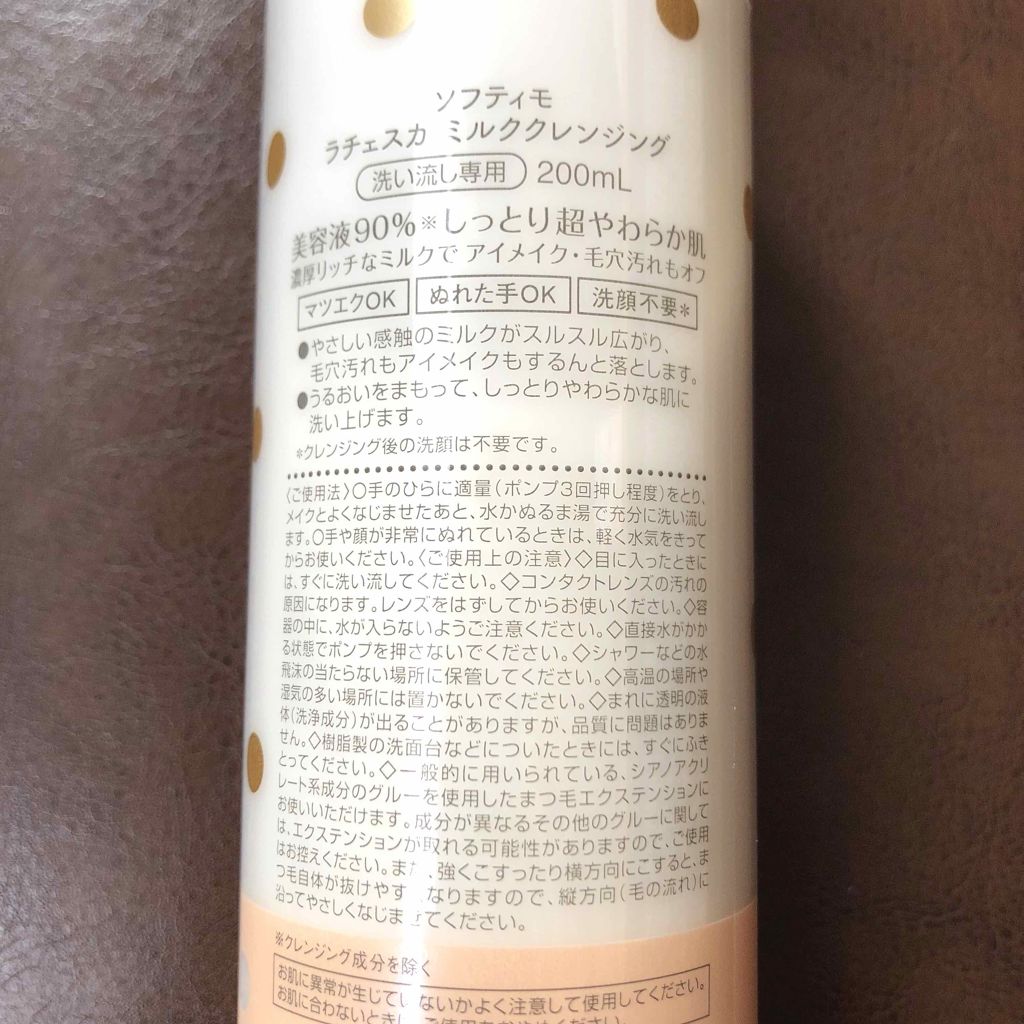 ソフティモ
ラチェスカ ミルククレンジング
洗い流し専用 200mL
美容液90%※しっとり超やわらか肌
濃厚リッチなミルクで アイメイク・毛穴汚れもオフ
マツエクOK ぬれた手OK 洗顔不要*
●やさしい感触のミルクがスルスル広がり、
毛穴汚れもアイメイクもするんと落とします。
●うるおいをまもって、しっとりやわらかな肌に
洗い上げます。
*クレンジング後の洗顔は不要です。
〈ご使用法〉○手のひらに適量(ポンプ3回押し程度)をとり、
メイクとよくなじませたあと、水かぬるま湯で充分に洗い流し
ます。○手や顔が非常にぬれているときは、軽く水気をきって
からお使いください。〈ご使用上の注意〉◇目に入ったときに
は、すぐに洗い流してください。◇コンタクトレンズの汚れの
原因になります。レンズをはずしてからお使いください。◇容
器の中に、水が入らないようご注意ください。◇直接水がかか
る状態でポンプを押さないでください。◇シャワーなどの水
飛沫の当たらない場所に保管してください。◇高温の場所や
湿気の多い場所には置かないでください。◇まれに透明の液
体(洗浄成分)が出ることがありますが、品質に問題はありま
せん。◇樹脂製の洗面台などについたときには、すぐにふき
とってください。◇一般的に用いられている、シアノアクリ
レート系成分のグルーを使用したまつ毛エクステンションに
お使いいただけます。成分が異なるその他のグルーに関して
は、エクステンションが取れる可能性がありますので、ご使用
はお控えください。また、強くこすったり横方向にこすると、ま
つ毛自体が抜けやす なりますので、縦方向(毛の流れ)に
沿ってやさしくなじま てください。
※クレンジング成分を除く
お肌に異常が生じていないかよく注意して使用してください。
お肌に合わないときは、ご使用をおやめください。